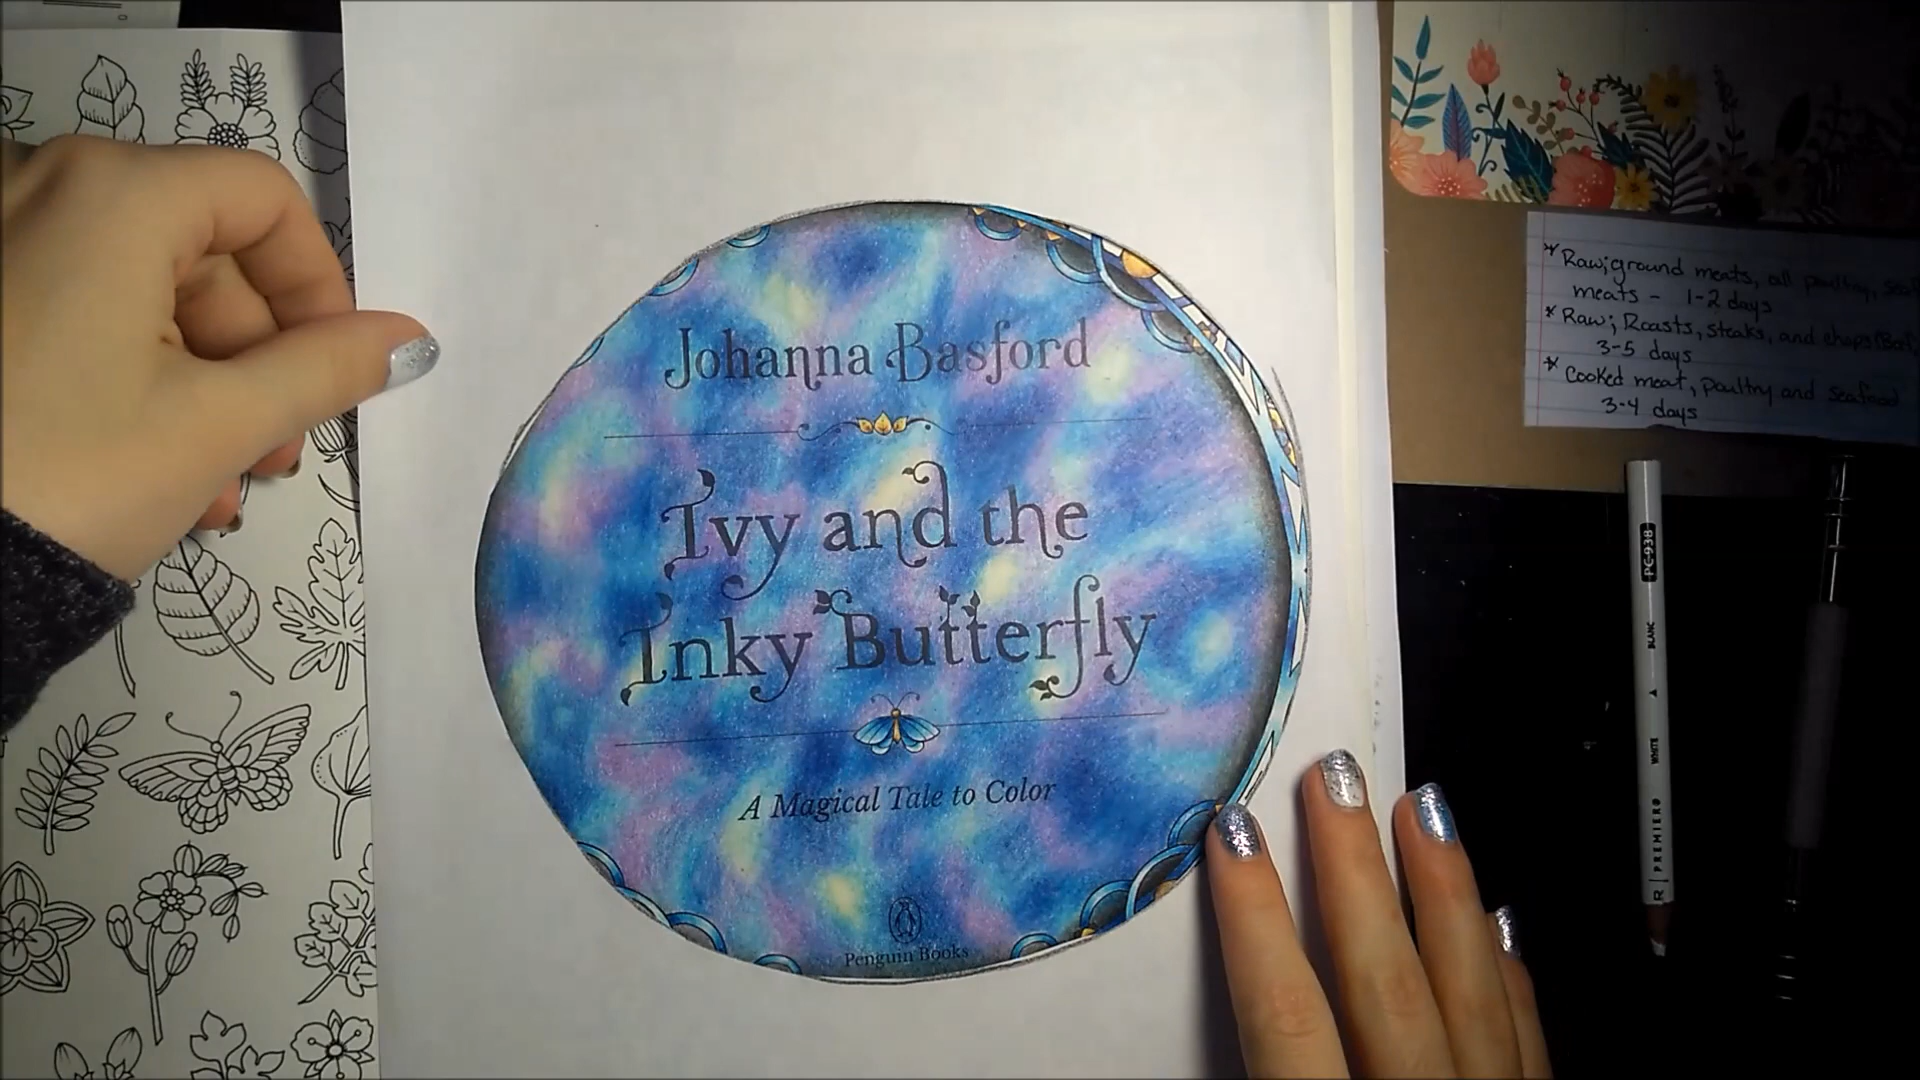 Johanna Basford
Ivy and the
Inky Butterfly
A Magical Tale to Color
Penguin Books
* Raw; ground meats, all poultry,
meats - 1-2 days
* Raw; Roasts, steaks, and chops
3-5 days
* Cooked meat, poultry and seafood
3-4 days
PREMIER WHITE ▲ BLANC PC-938